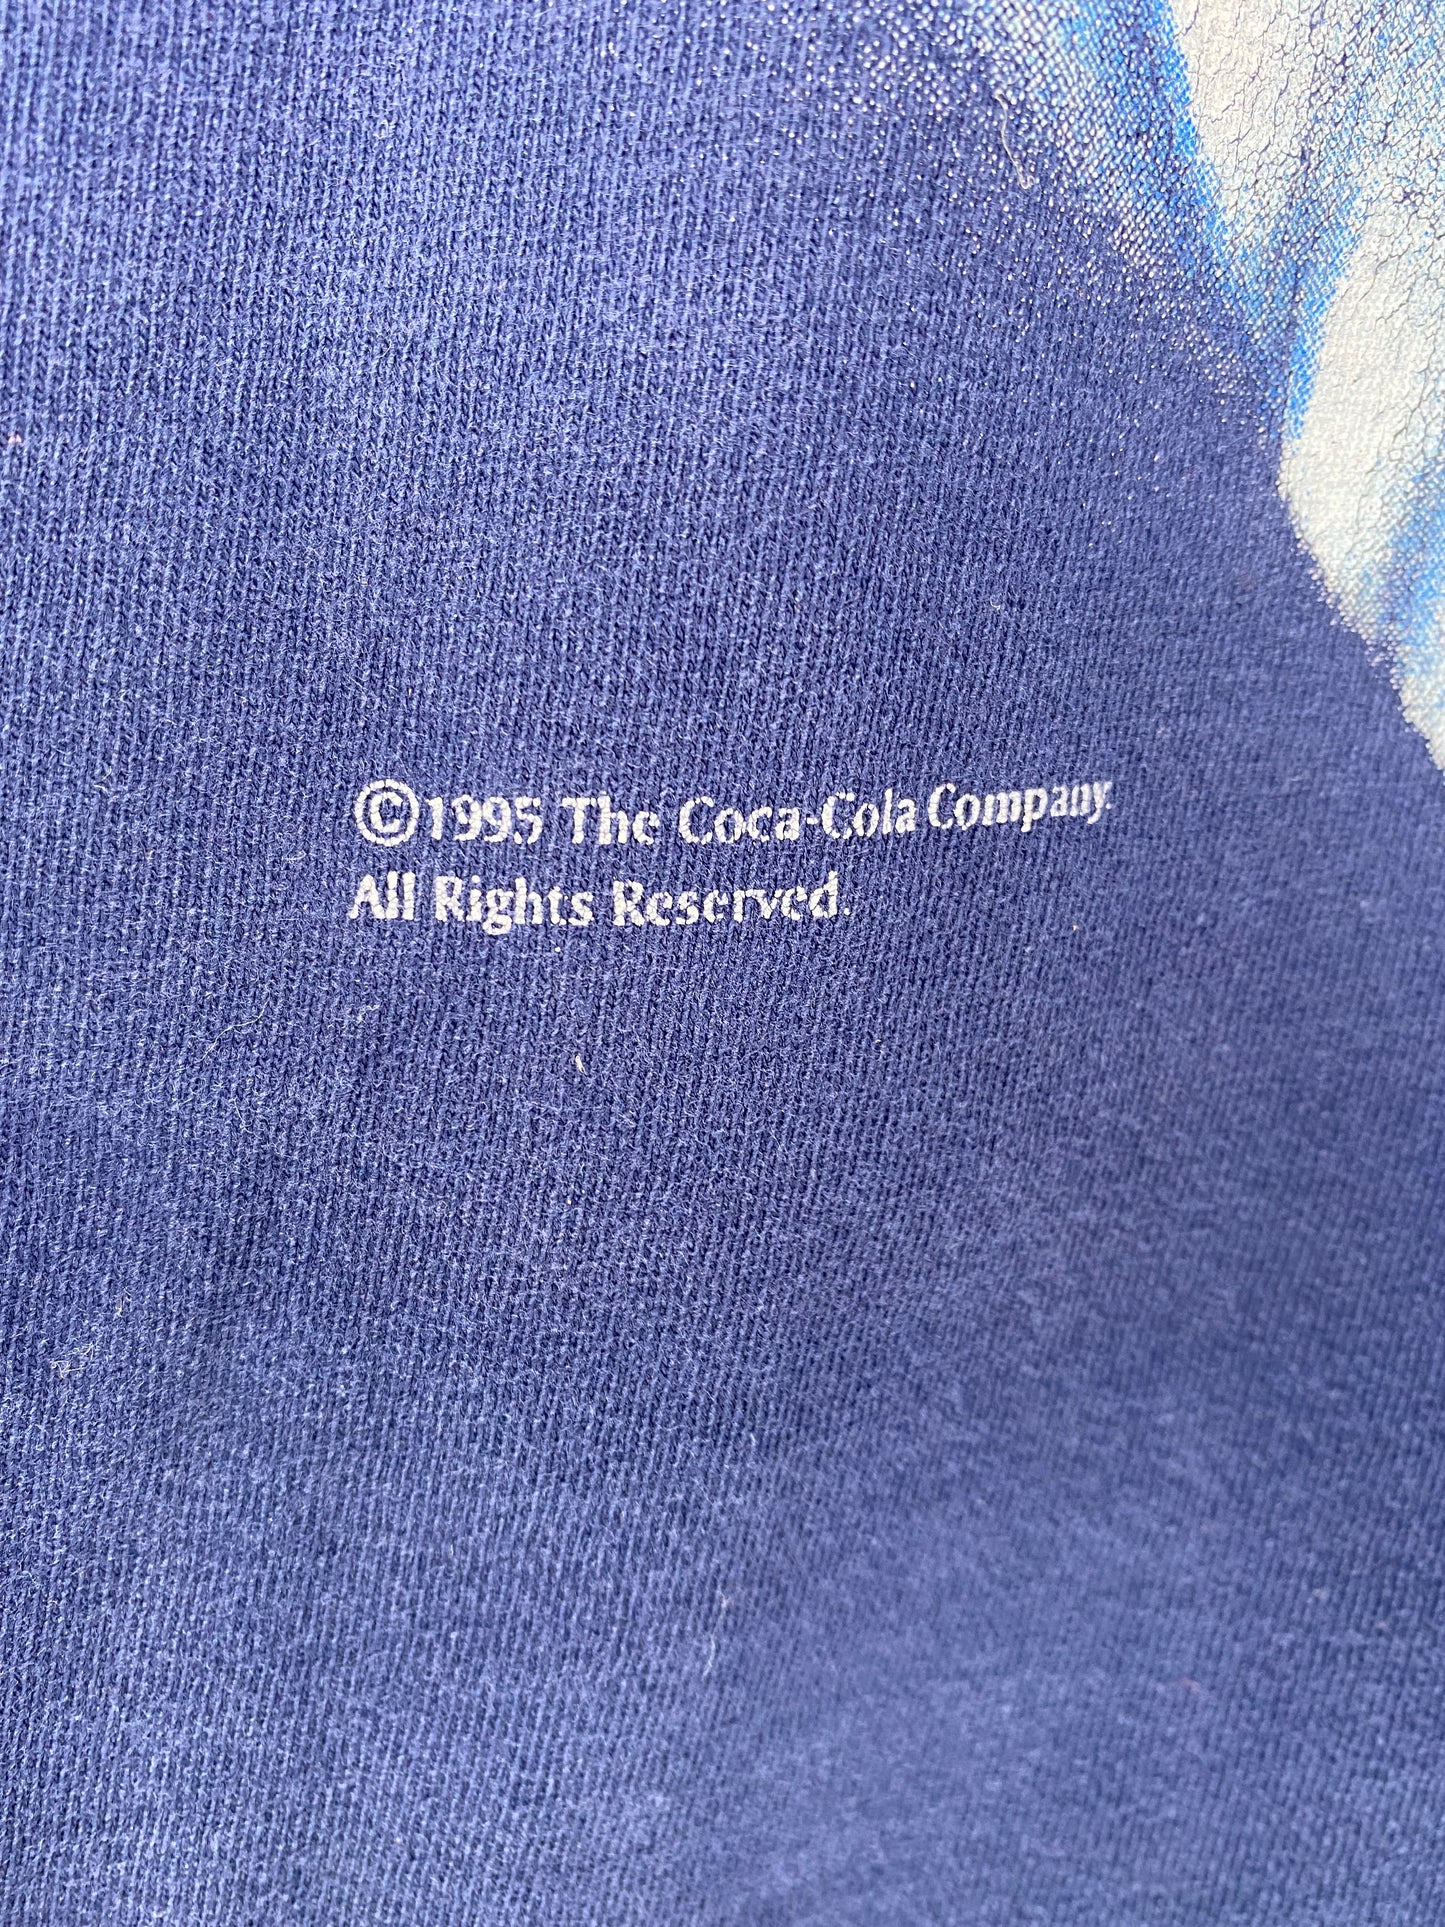 ©1995 The Coca-Cola Company.
All Rights Reserved.